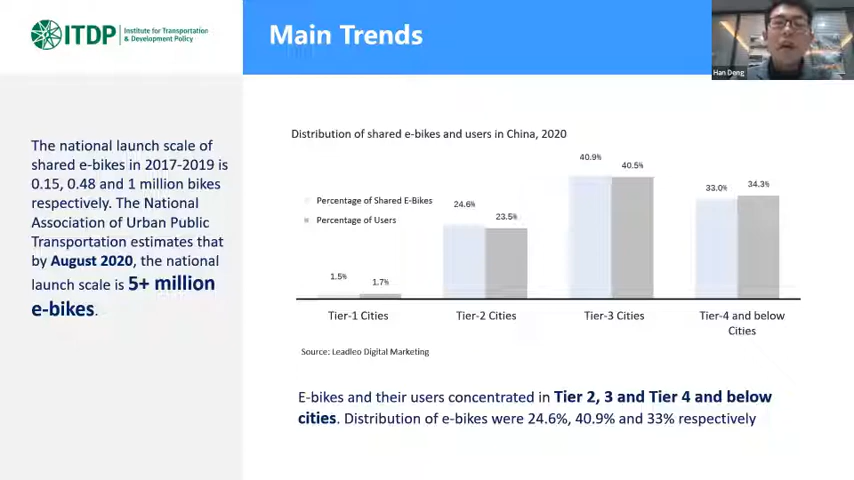 ITDP
Institute for Transportation
& Development Policy
Main Trends
Han Deng
The national launch scale of
shared e-bikes in 2017-2019 is
0.15, 0.48 and 1 million bikes
respectively. The National
Association of Urban Public
Transportation estimates that
by August 2020, the national
launch scale is 5+ million
e-bikes.
Distribution of shared e-bikes and users in China, 2020
Percentage of Shared E-Bikes
Percentage of Users
1.5%
1.7%
24.6%
23.5%
40.9%
40.5%
33.0%
34.3%
Tier-1 Cities
Tier-2 Cities
Tier-3 Cities
Tier-4 and below
Cities
Source: Leadleo Digital Marketing
E-bikes and their users concentrated in Tier 2, 3 and Tier 4 and below
cities. Distribution of e-bikes were 24.6%, 40.9% and 33% respectively